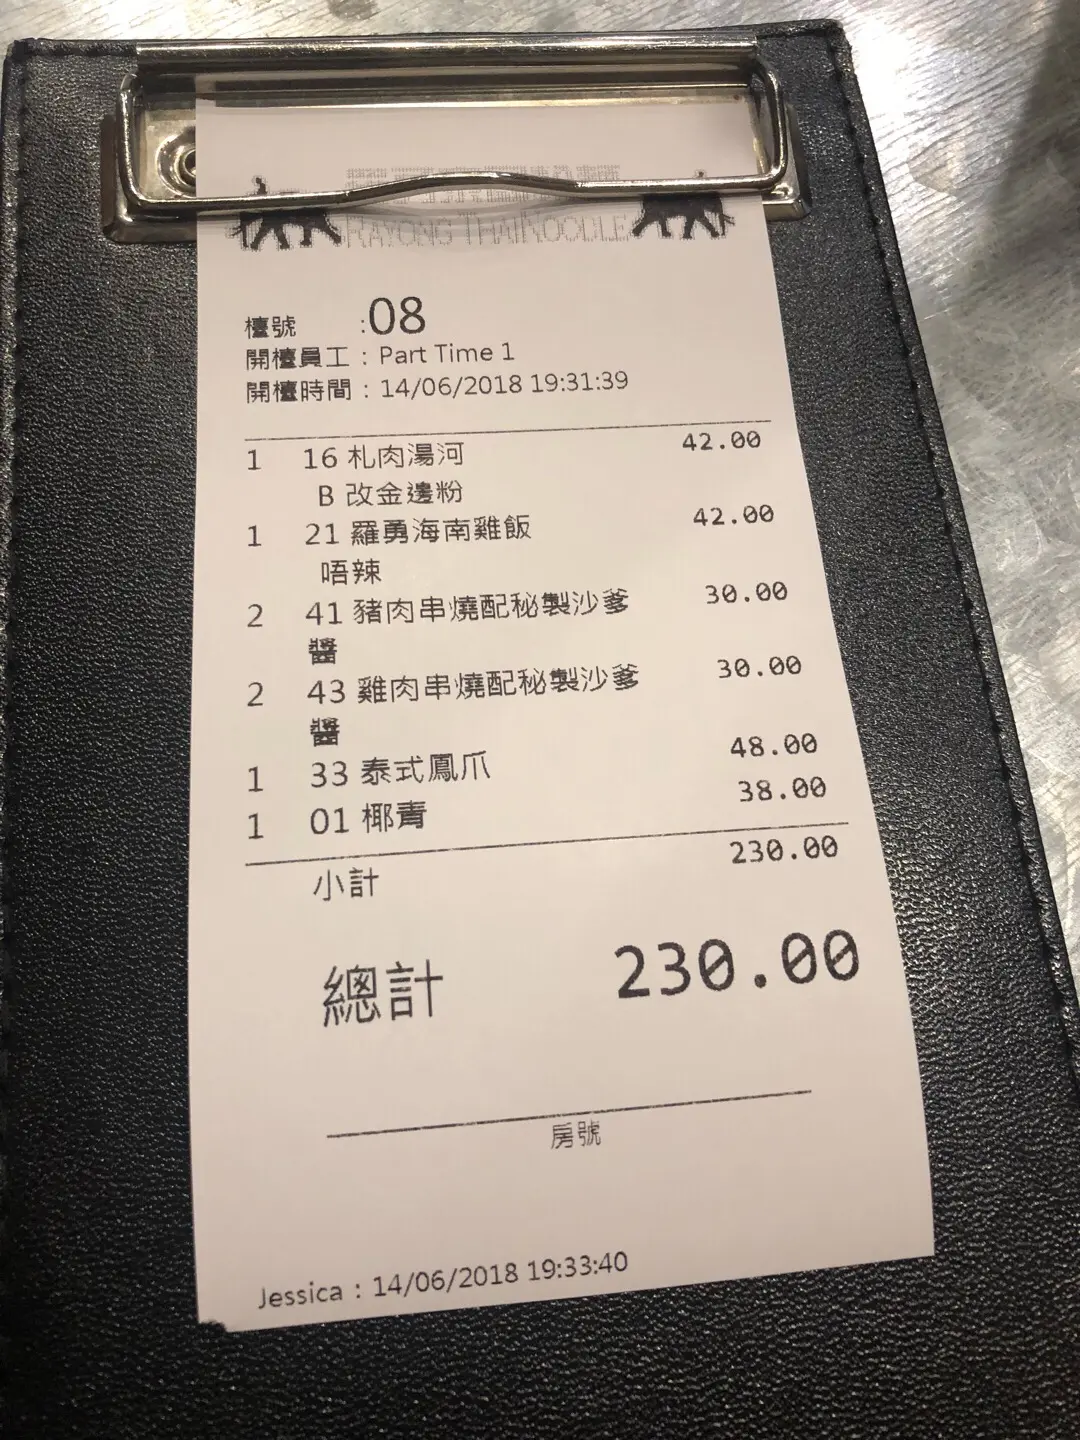 RAYONG THAI NOODLE
檯號 :08
開檯員工 : Part Time 1
開檯時間 : 14/06/2018 19:31:39
1 16 札肉湯河 42.00
B 改金邊粉
1 21 羅勇海南雞飯 42.00
唔辣
2 41 豬肉串燒配秘製沙爹 30.00
醬
2 43 雞肉串燒配秘製沙爹 30.00
醬
1 33 泰式鳳爪 48.00
1 01 椰青 38.00
小計 230.00
總計 230.00
房號
Jessica : 14/06/2018 19:33:40